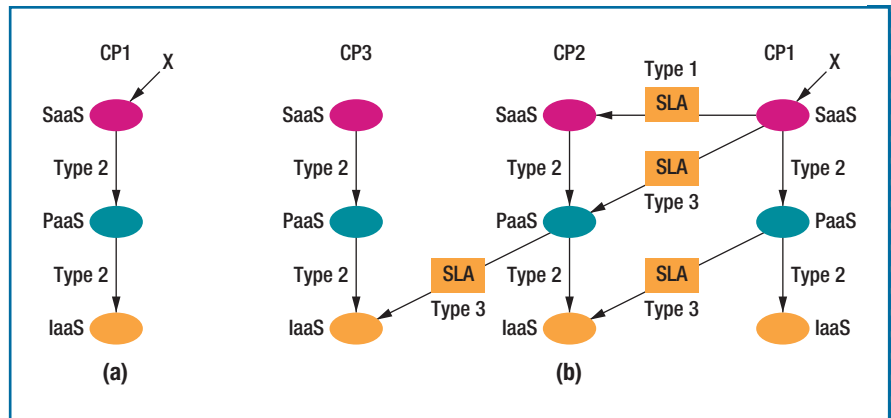 CP1
X
SaaS
Type 2
PaaS
Type 2
IaaS
(a)
CP3
CP2
CP1
Type 1
X
SaaS
SaaS
SLA
SaaS
Type 2
Type 2
SLA
Type 2
Type 3
PaaS
PaaS
PaaS
Type 2
SLA
Type 2
SLA
Type 2
Type 3
Type 3
IaaS
IaaS
IaaS
(b)